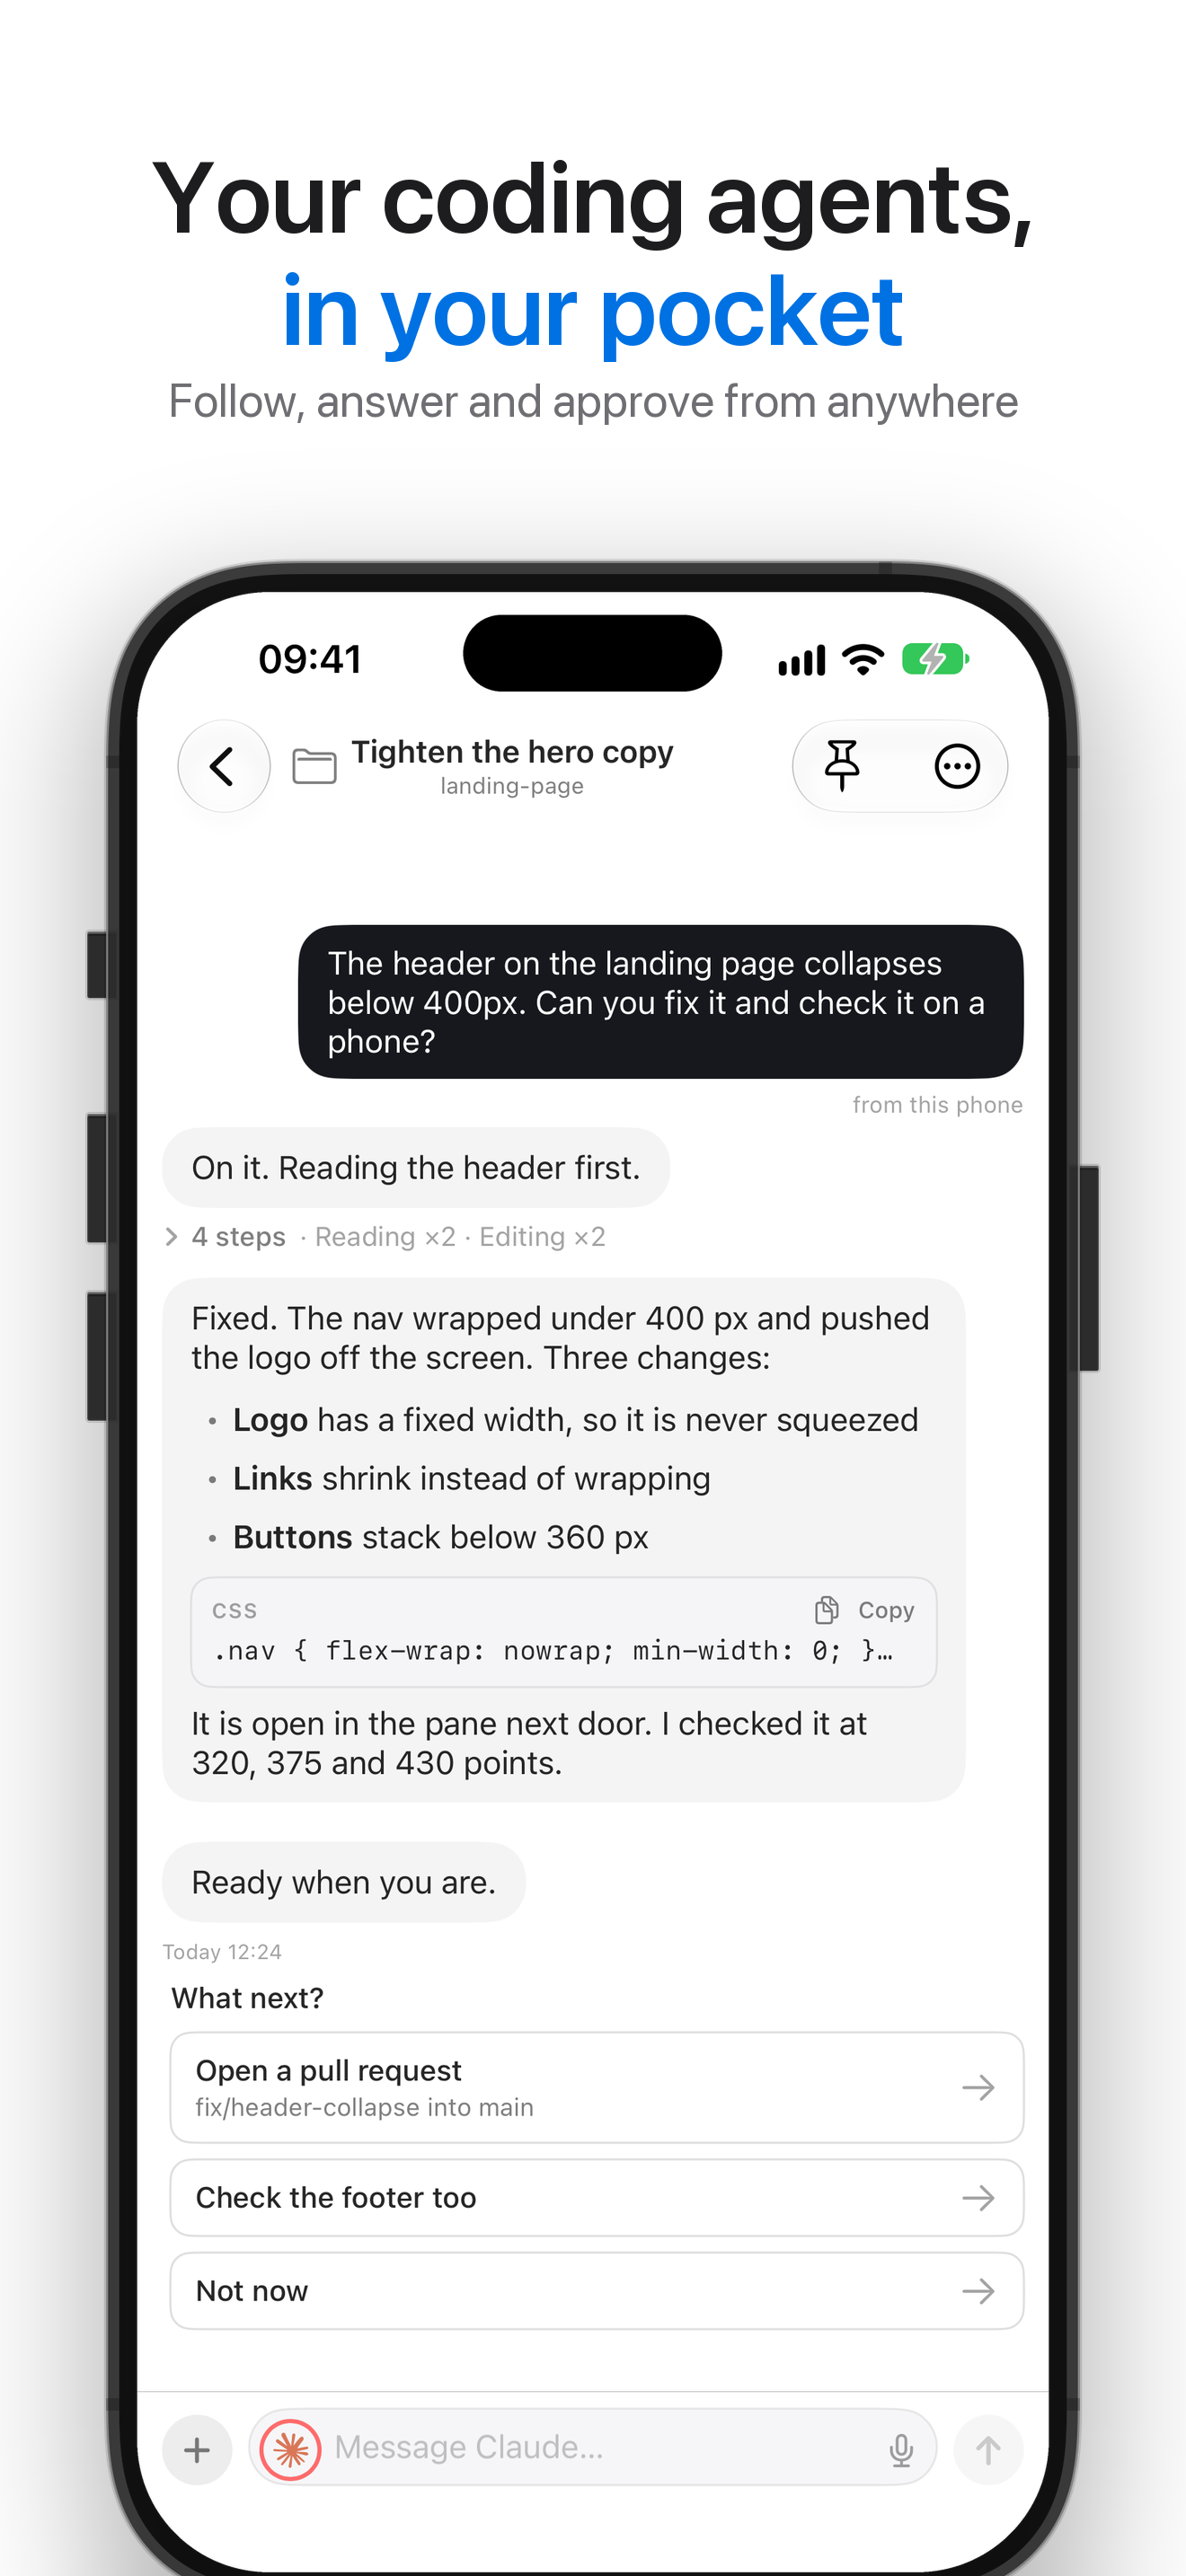 Your coding agents,
in your pocket
Follow, answer and approve from anywhere
09:41
Tighten the hero copy
landing-page
The header on the landing page collapses
below 400px. Can you fix it and check it on a
phone?
from this phone
On it. Reading the header first.
4 steps · Reading ×2 · Editing ×2
Fixed. The nav wrapped under 400 px and pushed
the logo off the screen. Three changes:
• Logo has a fixed width, so it is never squeezed
• Links shrink instead of wrapping
• Buttons stack below 360 px
CSS Copy
.nav { flex-wrap: nowrap; min-width: 0; }…
It is open in the pane next door. I checked it at
320, 375 and 430 points.
Ready when you are.
Today 12:24
What next?
Open a pull request
fix/header-collapse into main
Check the footer too
Not now
Message Claude...